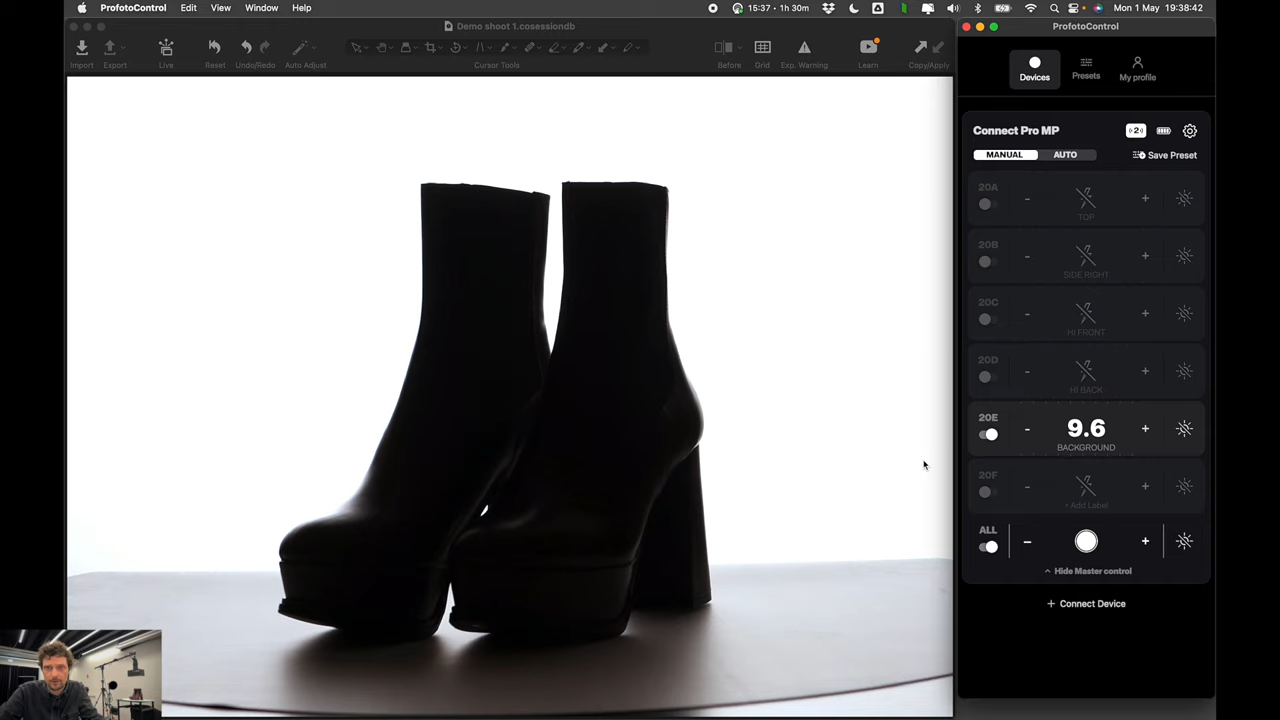 ProfotoControl Edit View Window Help
15:37 • 1h 30m
Mon 1 May 19:38:42
Demo shoot 1.cosessiondb
Import
Export
Live
Reset
Undo/Redo
Auto Adjust
Cursor Tools
Before
Grid
Exp. Warning
Learn
Copy/Apply
ProfotoControl
Devices
Presets
My profile
Connect Pro MP
2
MANUAL
AUTO
Save Preset
20A
-
+
TOP
20B
-
+
SIDE RIGHT
20C
-
+
HI FRONT
20D
-
+
HI BACK
20E
-
9.6
+
BACKGROUND
20F
-
+
+ Add Label
ALL
-
+
Hide Master control
+ Connect Device